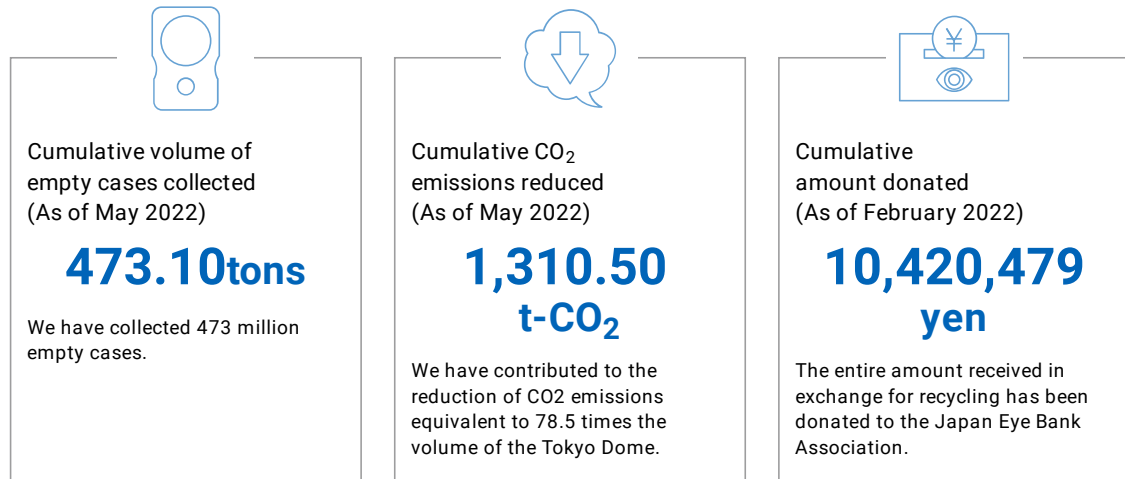 Cumulative volume of
empty cases collected
(As of May 2022)
473.10tons
We have collected 473 million
empty cases.
Cumulative CO₂
emissions reduced
(As of May 2022)
1,310.50
t-CO₂
We have contributed to the
reduction of CO2 emissions
equivalent to 78.5 times the
volume of the Tokyo Dome.
¥
Cumulative
amount donated
(As of February 2022)
10,420,479
yen
The entire amount received in
exchange for recycling has been
donated to the Japan Eye Bank
Association.